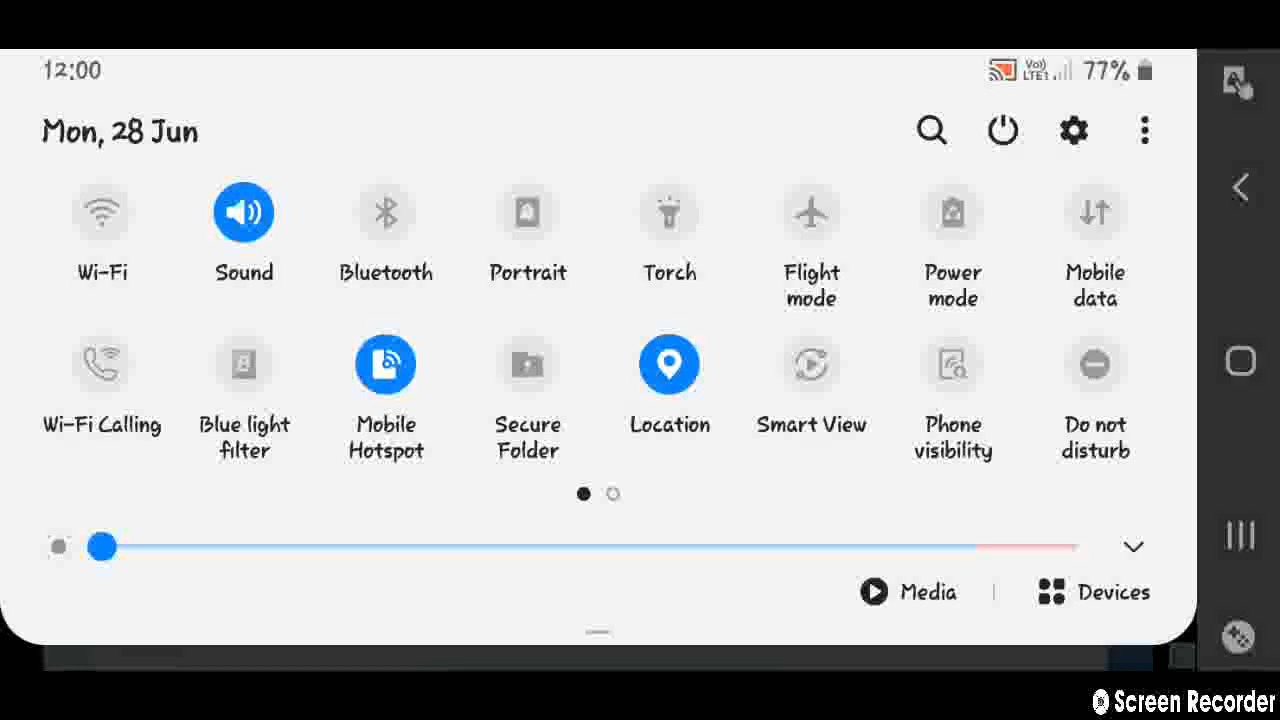 12:00
Vo)) LTE1 77%
Mon, 28 Jun
Wi-Fi Sound Bluetooth Portrait Torch Flight mode Power mode Mobile data
Wi-Fi Calling Blue light filter Mobile Hotspot Secure Folder Location Smart View Phone visibility Do not disturb
Media Devices
Screen Recorder